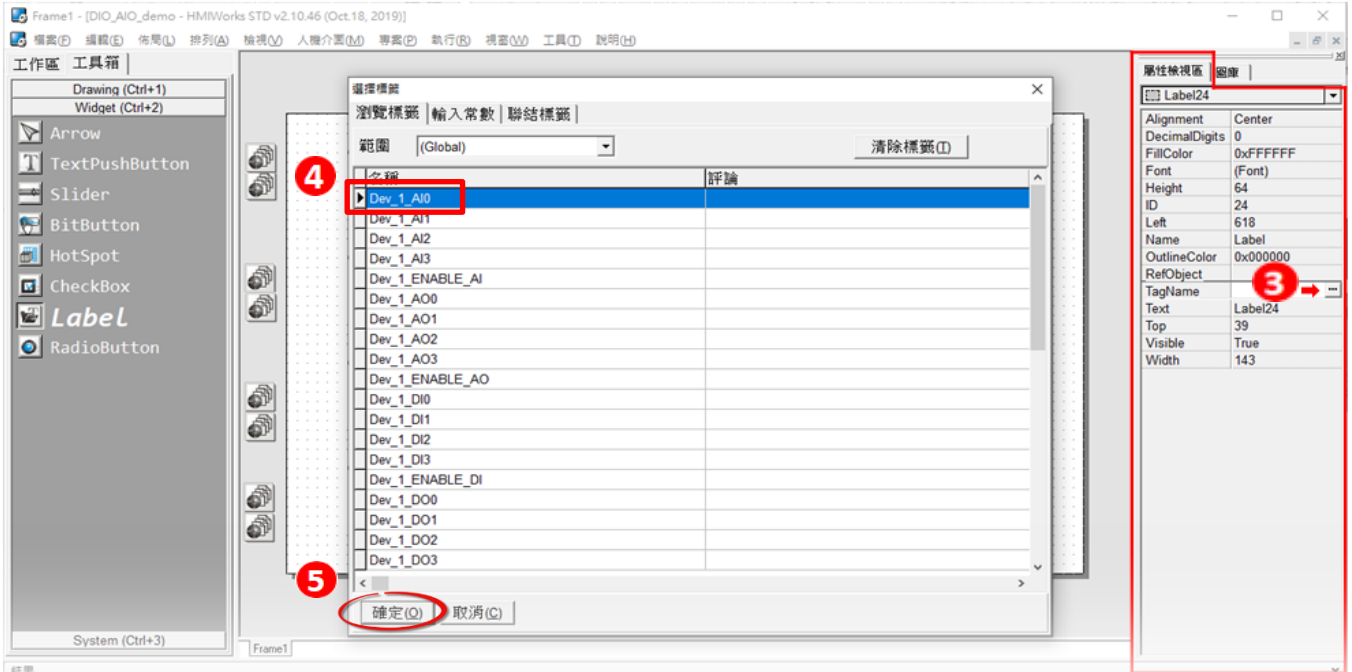 Frame1 - [DIO_AIO_demo - HMIWorks STD v2.10.46 (Oct.18, 2019)]
檔案(F) 編輯(E) 佈局(L) 排列(A) 檢視(V) 人機介面(M) 專案(P) 執行(R) 視窗(W) 工具(T) 說明(H)
工作區 工具箱
Drawing (Ctrl+1)
Widget (Ctrl+2)
Arrow
TextPushButton
Slider
BitButton
HotSpot
CheckBox
Label
RadioButton
System (Ctrl+3)
Frame1
結果
選擇標籤
瀏覽標籤 輸入常數 聯結標籤
範圍 (Global) 清除標籤(T)
名稱 評論
4
Dev_1_AI0
Dev_1_AI1
Dev_1_AI2
Dev_1_AI3
Dev_1_ENABLE_AI
Dev_1_AO0
Dev_1_AO1
Dev_1_AO2
Dev_1_AO3
Dev_1_ENABLE_AO
Dev_1_DI0
Dev_1_DI1
Dev_1_DI2
Dev_1_DI3
Dev_1_ENABLE_DI
Dev_1_DO0
Dev_1_DO1
Dev_1_DO2
Dev_1_DO3
5
確定(O) 取消(C)
屬性檢視區 圖庫
Label24
Alignment Center
DecimalDigits 0
FillColor 0xFFFFFF
Font (Font)
Height 64
ID 24
Left 618
Name Label
OutlineColor 0x000000
RefObject
3
TagName ...
Text Label24
Top 39
Visible True
Width 143